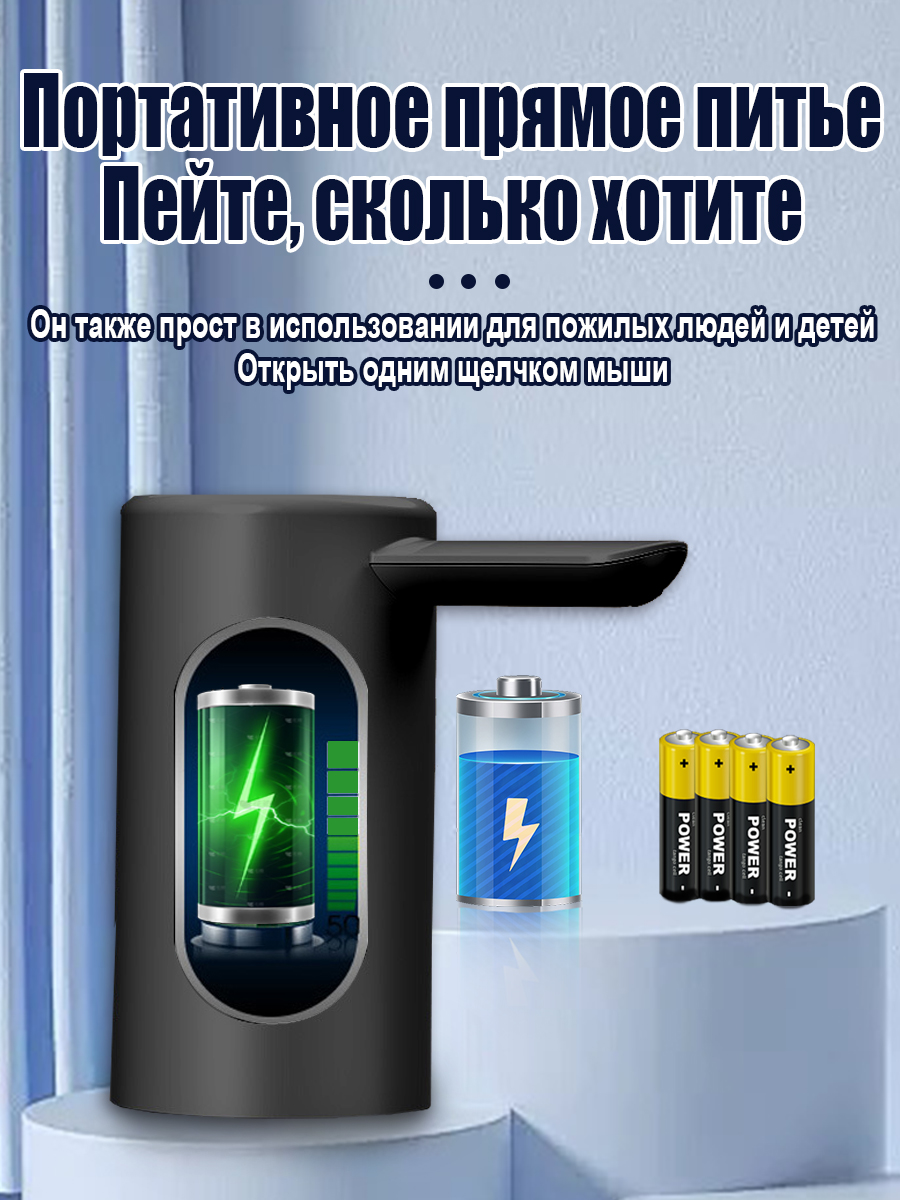 Портативное прямое питье
Пейте, сколько хотите
Он также прост в использовании для пожилых людей и детей
Открыть одним щелчком мыши
50
+
+
+
+
POWER
POWER
POWER
POWER
-
-
-
-